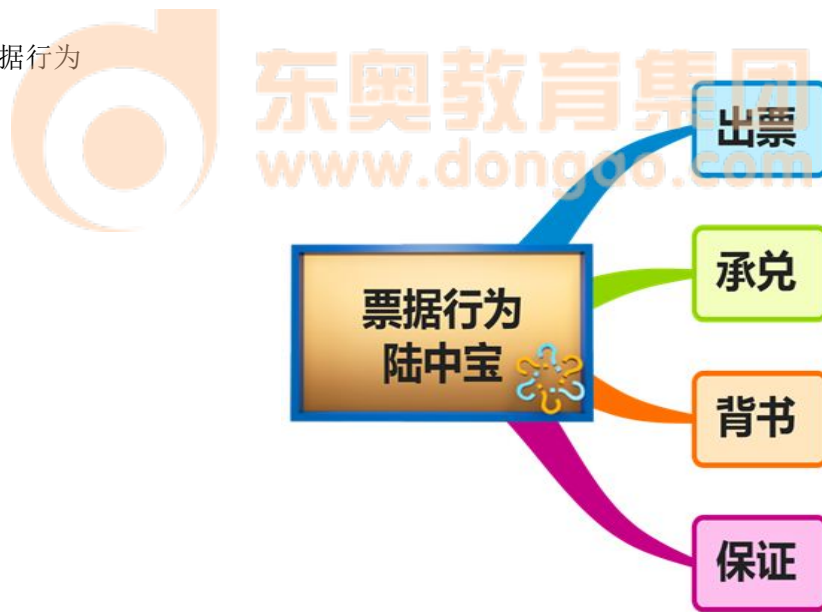 据行为
东奥教育集团
www.dongao.com
出票
承兑
票据行为
陆中宝
背书
保证